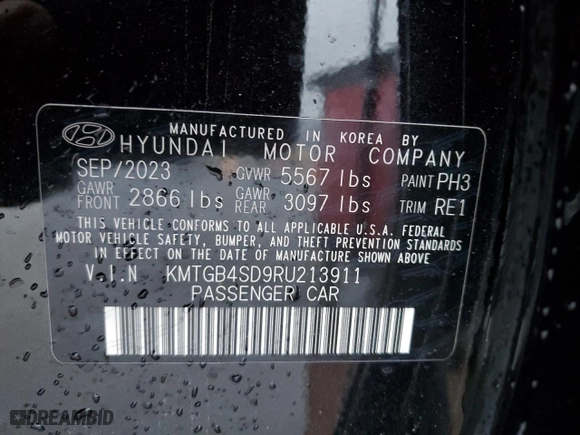 MANUFACTURED IN KOREA BY
HYUNDAI MOTOR COMPANY
SEP/2023 GVWR 5567 lbs PAINT PH3
GAWR FRONT 2866 lbs GAWR REAR 3097 lbs TRIM RE1
THIS VEHICLE CONFORMS TO ALL APPLICABLE U.S.A. FEDERAL
MOTOR VEHICLE SAFETY, BUMPER, AND THEFT PREVENTION STANDARDS
IN EFFECT ON THE DATE OF MANUFACTURE SHOWN ABOVE.
V.I.N KMTGB4SD9RU213911
PASSENGER CAR
DREAMBID